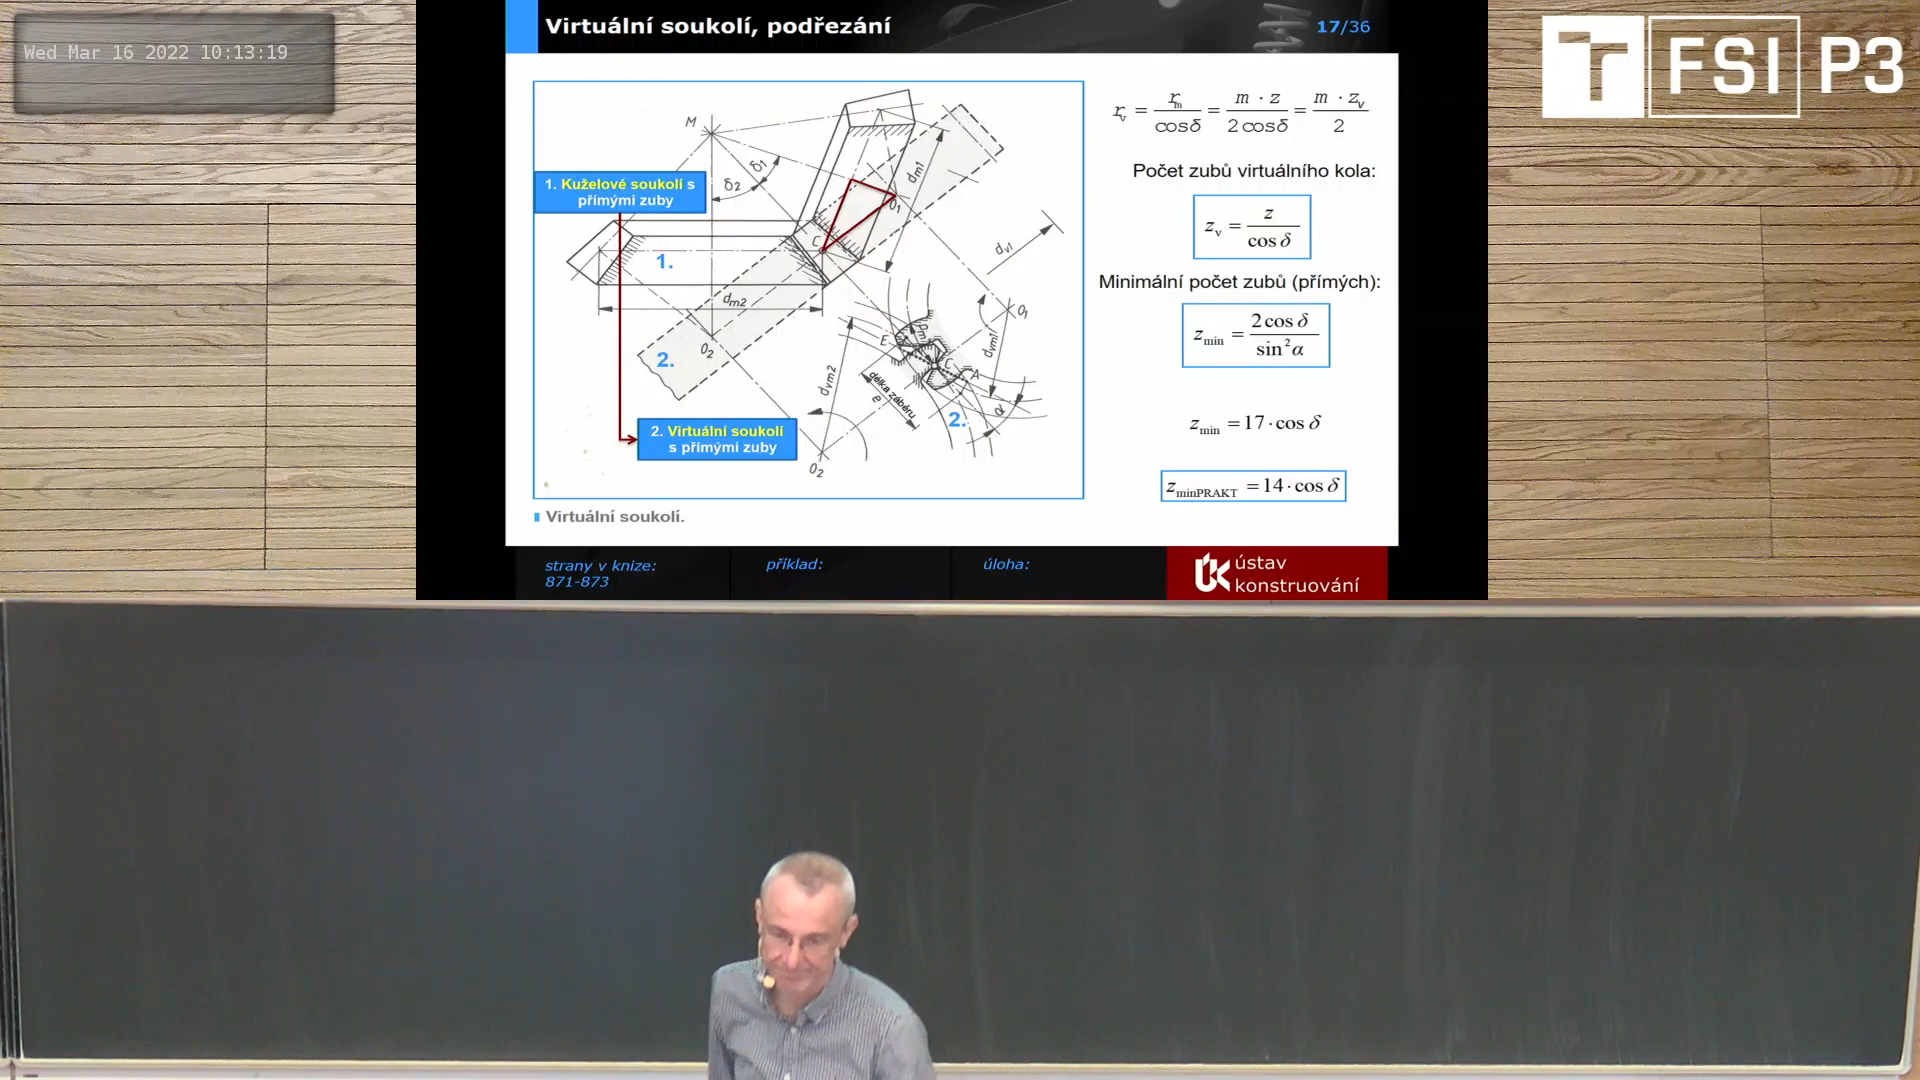 Wed Mar 16 2022 10:13:19
FSI P3
Virtuální soukolí, podřezání
17/36
M
δ1
δ2
dm1
O1
C
1. Kuželové soukolí s
přímými zuby
1.
dm2
dv1
O1
2.
O2
E
C
A
dvm1
dvm2
délka záběru
e
α
2.
2. Virtuální soukolí
s přímými zuby
O2
rv = rm / cosδ = m · z / 2 cosδ = m · zv / 2
Počet zubů virtuálního kola:
zv = z / cos δ
Minimální počet zubů (přímých):
zmin = 2 cos δ / sin²α
zmin = 17 · cos δ
zminPRAKT = 14 · cos δ
Virtuální soukolí.
strany v knize:
871-873
příklad:
úloha:
ústav
konstruování